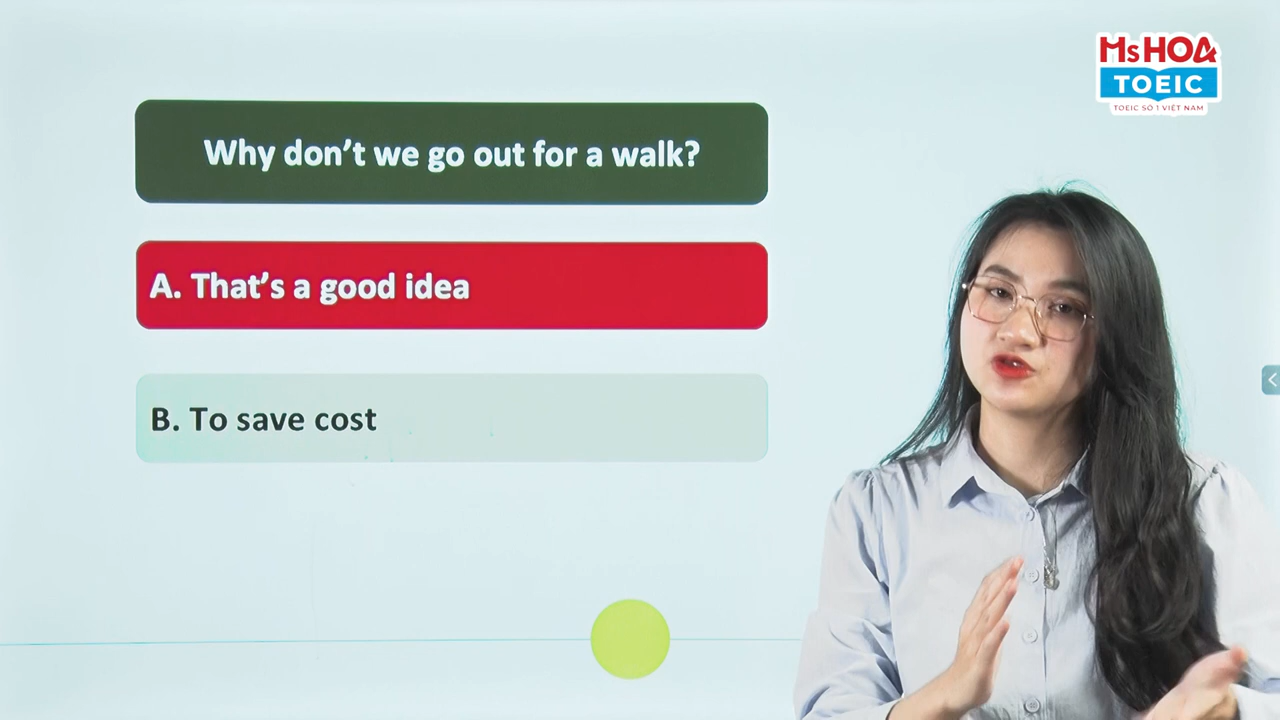 MsHOA
TOEIC
TOEIC SỐ 1 VIỆT NAM
Why don't we go out for a walk?
A. That's a good idea
B. To save cost